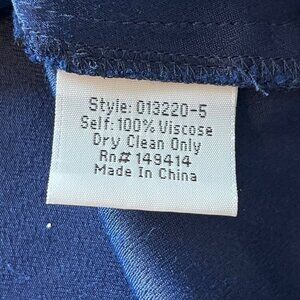 Style: 013220-5
Self: 100% Viscose
Dry Clean Only
Rn# 149414
Made In China